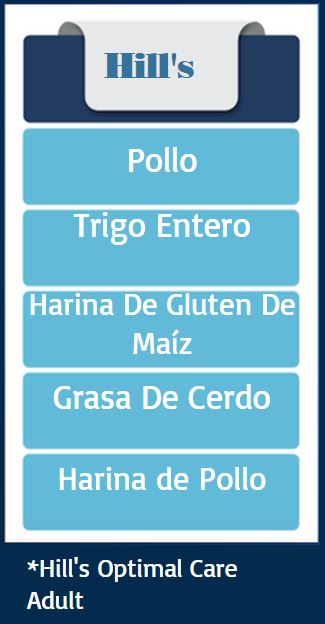 Hill's
Pollo
Trigo Entero
Harina De Gluten De
Maíz
Grasa De Cerdo
Harina de Pollo
*Hill's Optimal Care
Adult